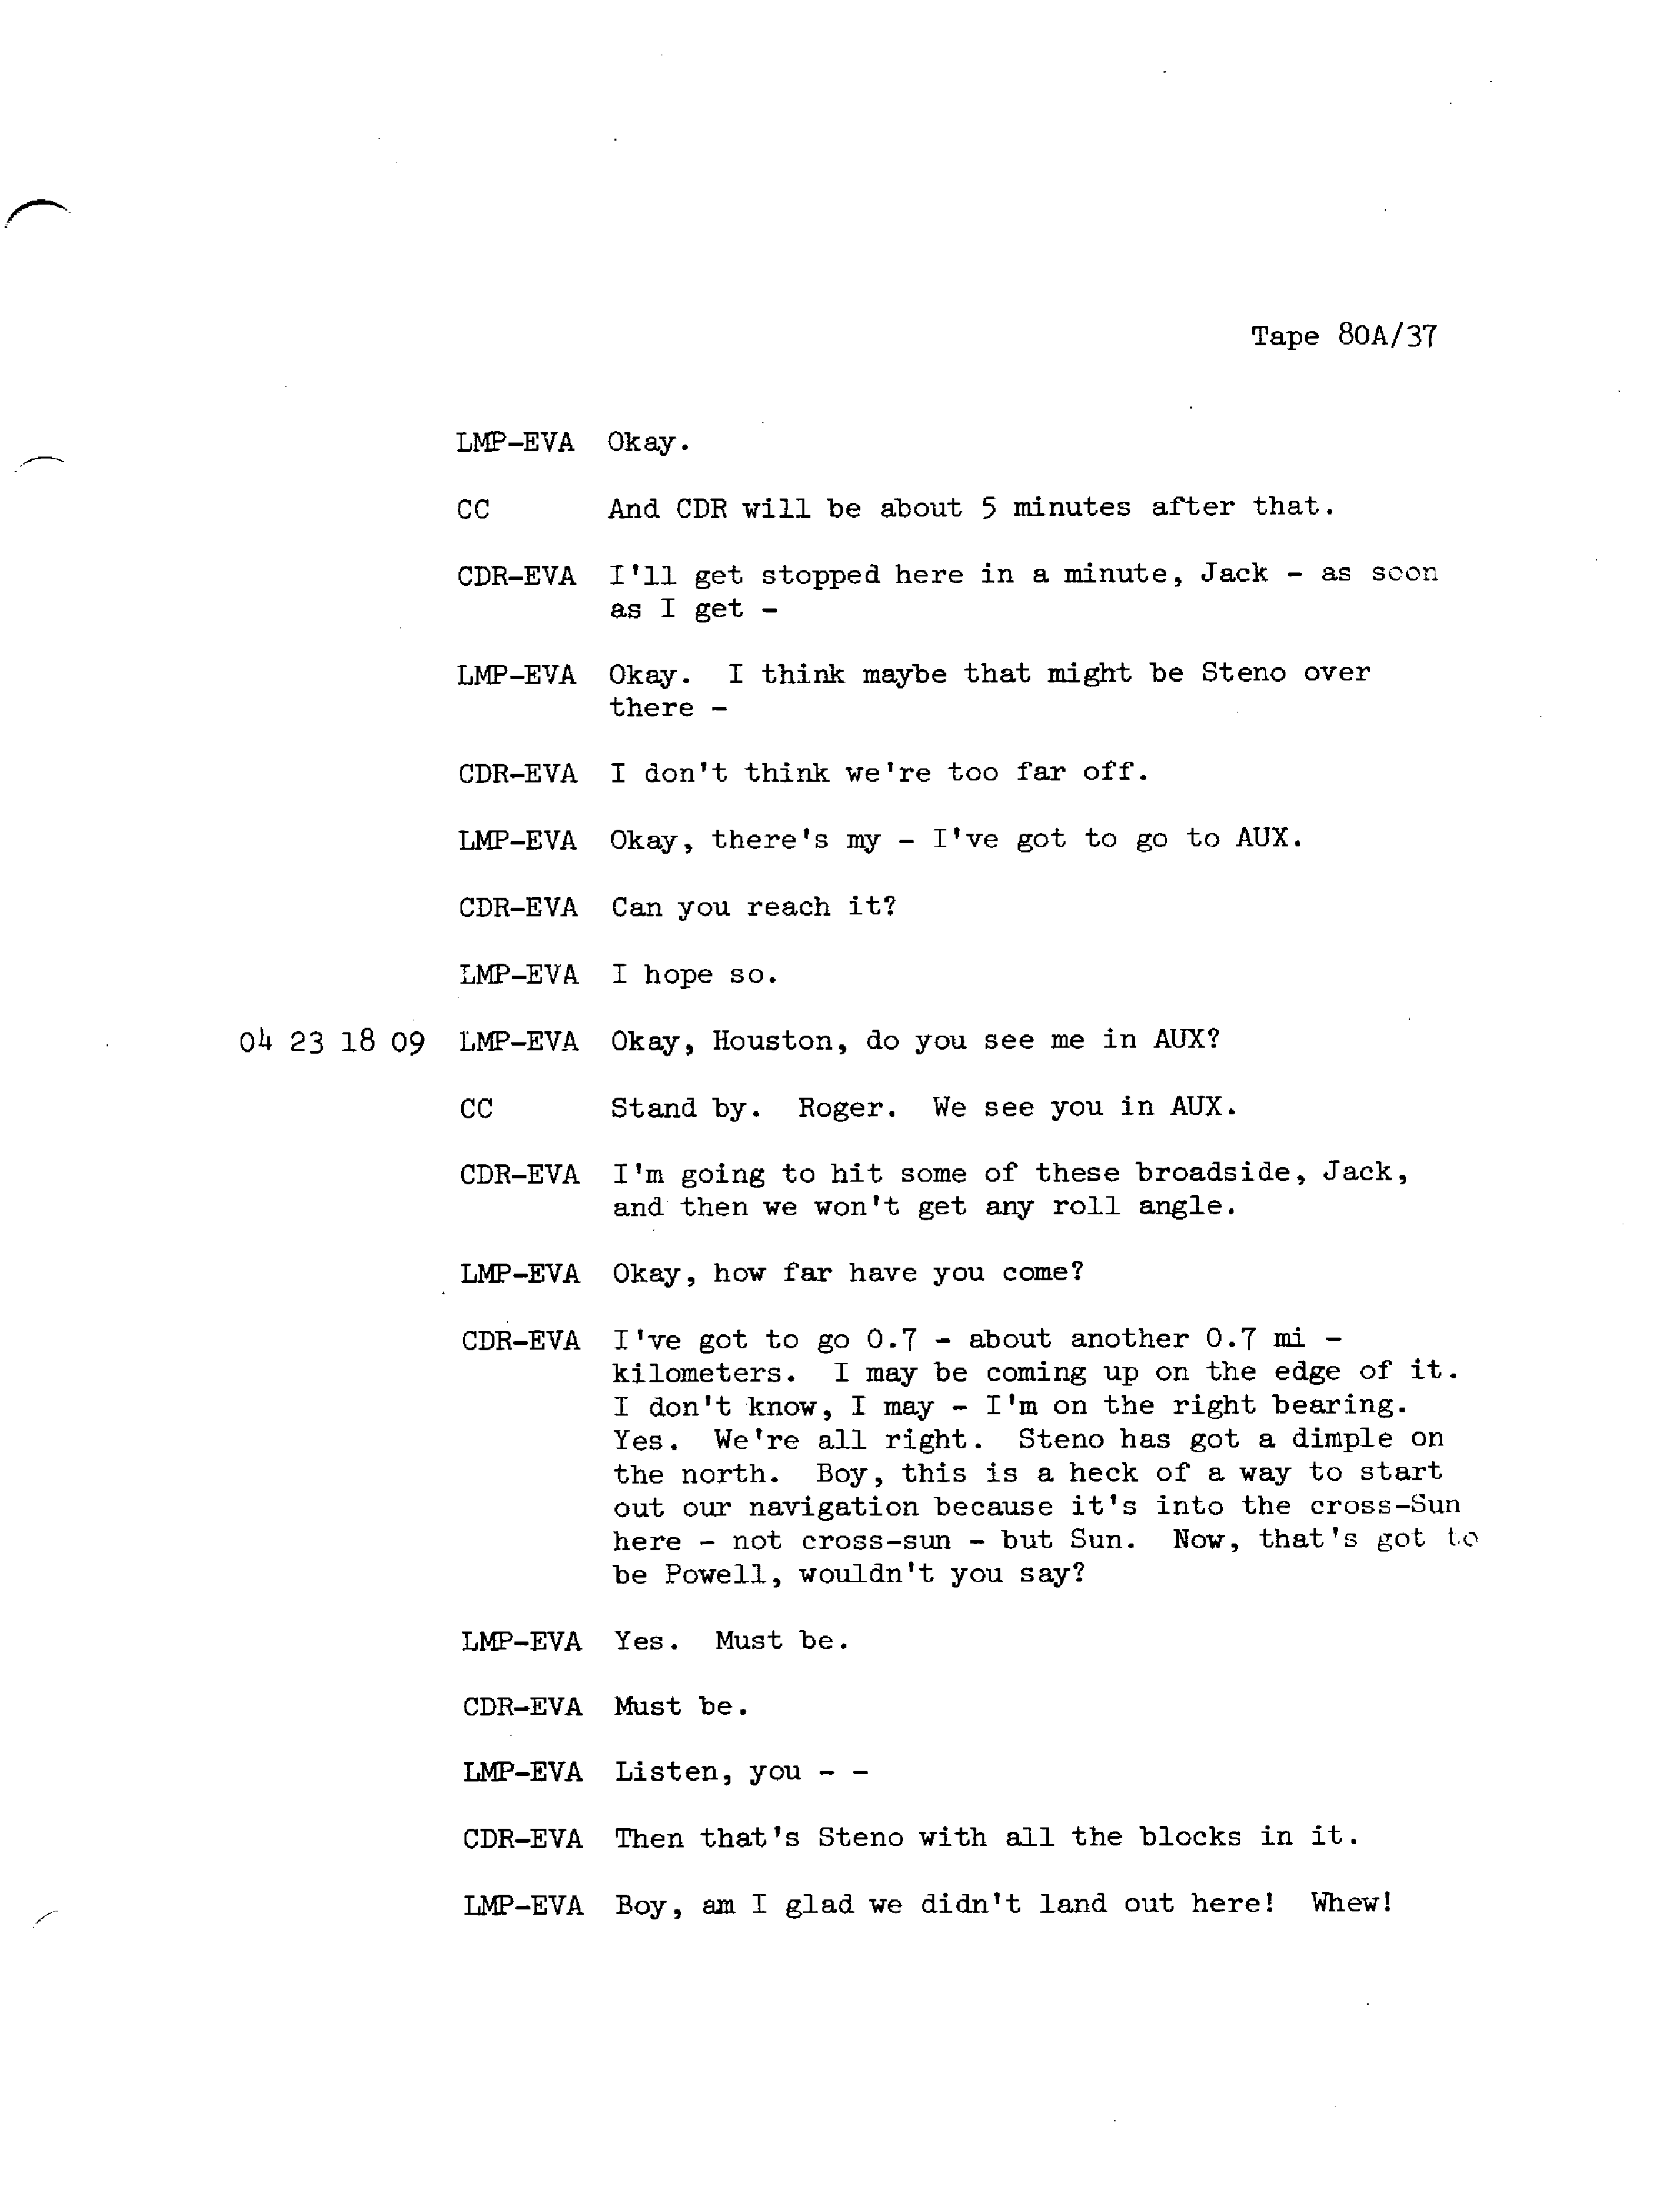 Tape 80A/37
LMP-EVA Okay.
CC And CDR will be about 5 minutes after that.
CDR-EVA I'll get stopped here in a minute, Jack - as soon
as I get -
LMP-EVA Okay. I think maybe that might be Steno over
there -
CDR-EVA I don't think we're too far off.
LMP-EVA Okay, there's my - I've got to go to AUX.
CDR-EVA Can you reach it?
LMP-EVA I hope so.
04 23 18 09 LMP-EVA Okay, Houston, do you see me in AUX?
CC Stand by. Roger. We see you in AUX.
CDR-EVA I'm going to hit some of these broadside, Jack,
and then we won't get any roll angle.
LMP-EVA Okay, how far have you come?
CDR-EVA I've got to go 0.7 - about another 0.7 mi -
kilometers. I may be coming up on the edge of it.
I don't know, I may - I'm on the right bearing.
Yes. We're all right. Steno has got a dimple on
the north. Boy, this is a heck of a way to start
out our navigation because it's into the cross-Sun
here - not cross-sun - but Sun. Now, that's got to
be Powell, wouldn't you say?
LMP-EVA Yes. Must be.
CDR-EVA Must be.
LMP-EVA Listen, you - -
CDR-EVA Then that's Steno with all the blocks in it.
LMP-EVA Boy, am I glad we didn't land out here! Whew!